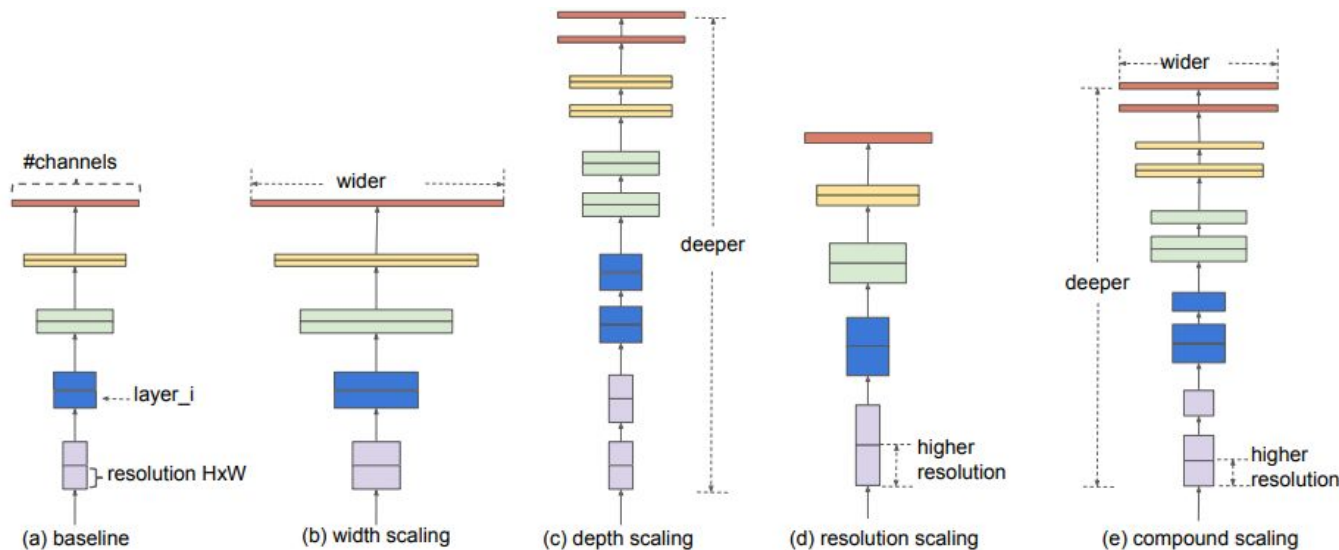 #channels
layer_i
resolution HxW
(a) baseline
wider
(b) width scaling
deeper
(c) depth scaling
higher
resolution
(d) resolution scaling
wider
deeper
higher
resolution
(e) compound scaling